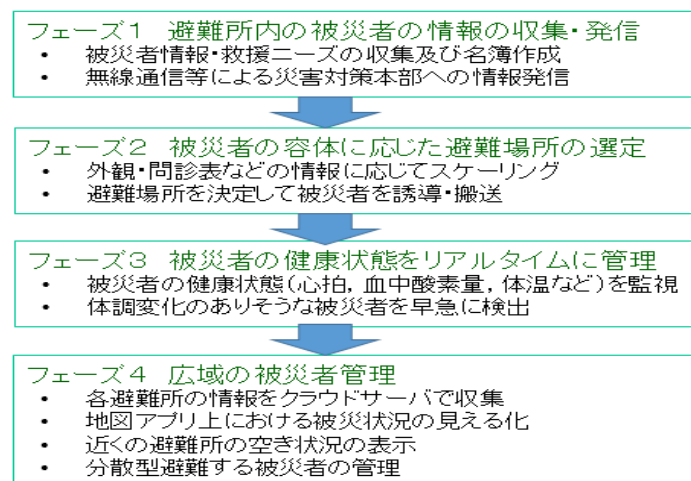 フェーズ1 避難所内の被災者の情報の収集・発信
• 被災者情報・救援ニーズの収集及び名簿作成
• 無線通信等による災害対策本部への情報発信
フェーズ2 被災者の容体に応じた避難場所の選定
• 外観・問診表などの情報に応じてスケーリング
• 避難場所を決定して被災者を誘導・搬送
フェーズ3 被災者の健康状態をリアルタイムに管理
• 被災者の健康状態(心拍, 血中酸素量, 体温など)を監視
• 体調変化のありそうな被災者を早急に検出
フェーズ4 広域の被災者管理
• 各避難所の情報をクラウドサーバで収集
• 地図アプリ上における被災状況の見える化
• 近くの避難所の空き状況の表示
• 分散型避難する被災者の管理